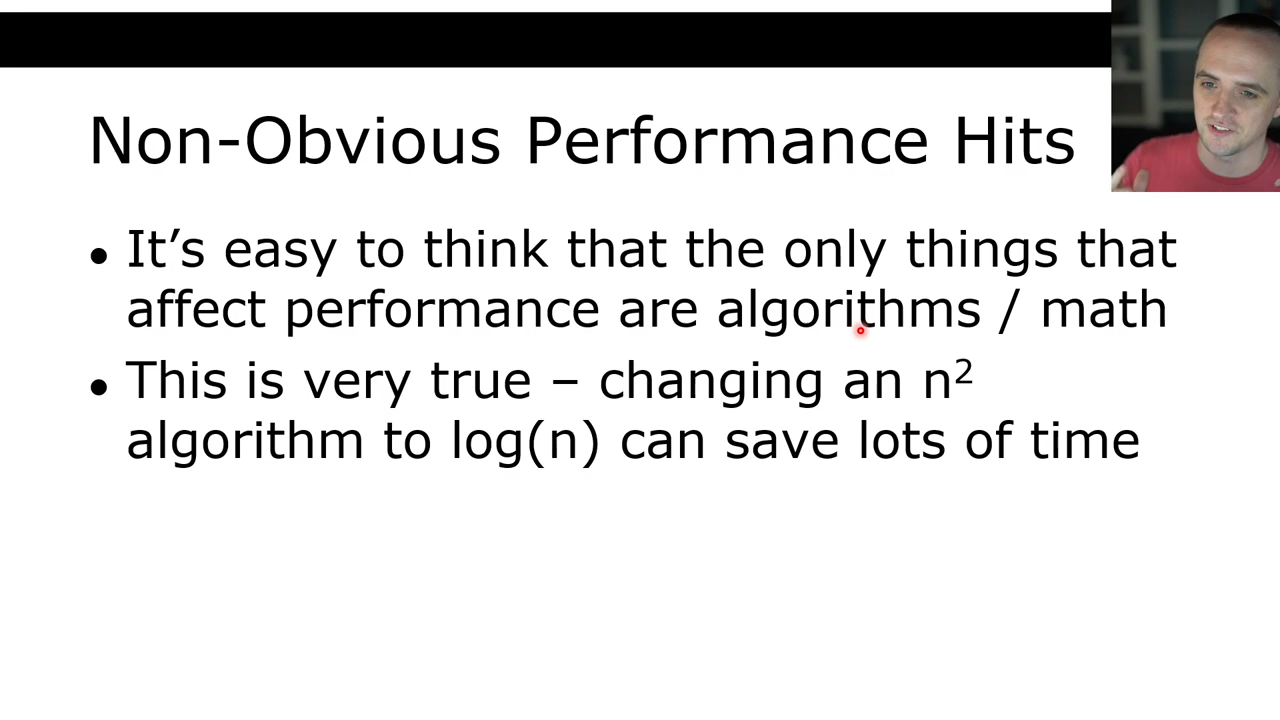 Non-Obvious Performance Hits
• It’s easy to think that the only things that
affect performance are algorithms / math
• This is very true – changing an n²
algorithm to log(n) can save lots of time